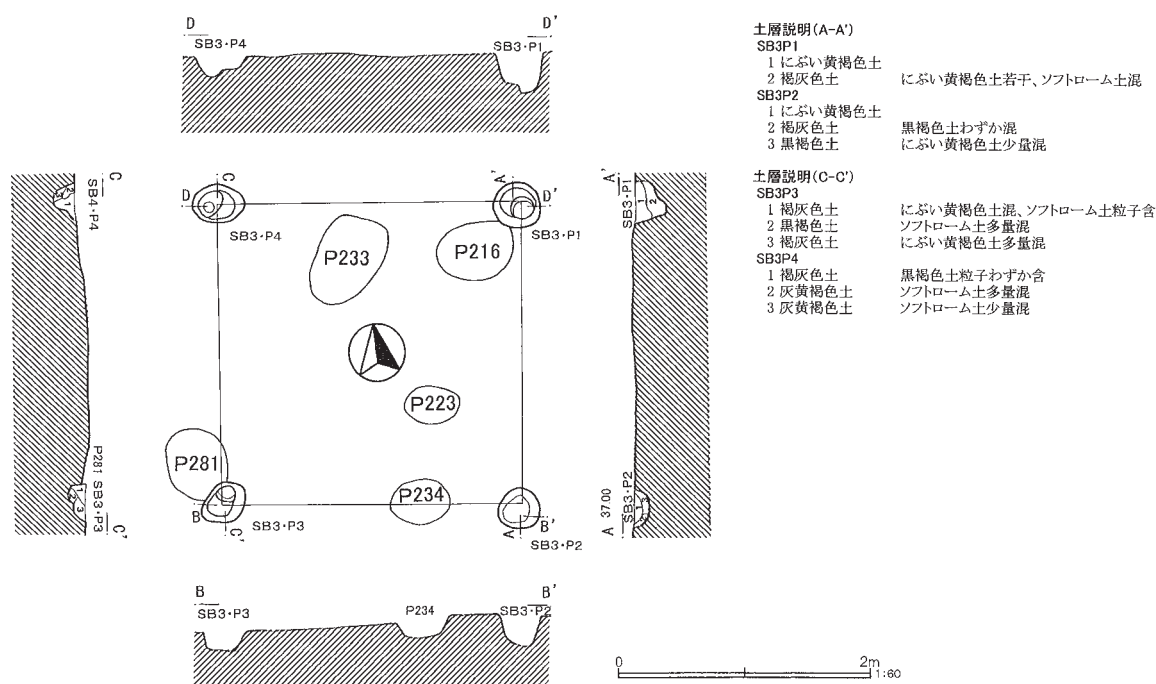 D D'
SB3・P4 SB3・P1
土層説明(A-A')
SB3P1
1 にぶい黄褐色土
2 褐灰色土 にぶい黄褐色土若干、ソフトローム土混
SB3P2
1 にぶい黄褐色土
2 褐灰色土 黒褐色土わずか混
3 黒褐色土 にぶい黄褐色土少量混
土層説明(C-C')
SB3P3
1 褐灰色土 にぶい黄褐色土混、ソフトローム土粒子含
2 黒褐色土 ソフトローム土多量混
3 褐灰色土 にぶい黄褐色土多量混
SB3P4
1 褐灰色土 黒褐色土粒子わずか含
2 灰黄褐色土 ソフトローム土多量混
3 灰黄褐色土 ソフトローム土少量混
C
SB4・P4
1
P281 SB3・P3
1
3
C'
C
D
SB3・P4
A'
D'
SB3・P1
P233
P216
P223
P281
P234
B
SB3・P3
C'
A
B'
SB3・P2
A'
SB3・P1
1
2
SB3・P2
A 37.00
B B'
SB3・P3 P234 SB3・P2
0 2m
1:60